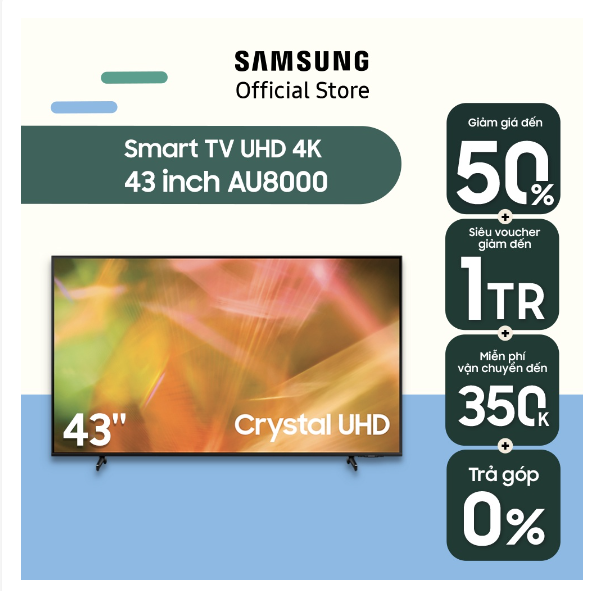 SAMSUNG
Official Store
Smart TV UHD 4K
43 inch AU8000
43"
Crystal UHD
Giảm giá đến
50%
+
Siêu voucher
giảm đến
1TR
+
Miễn phí
vận chuyển đến
350K
+
Trả góp
0%